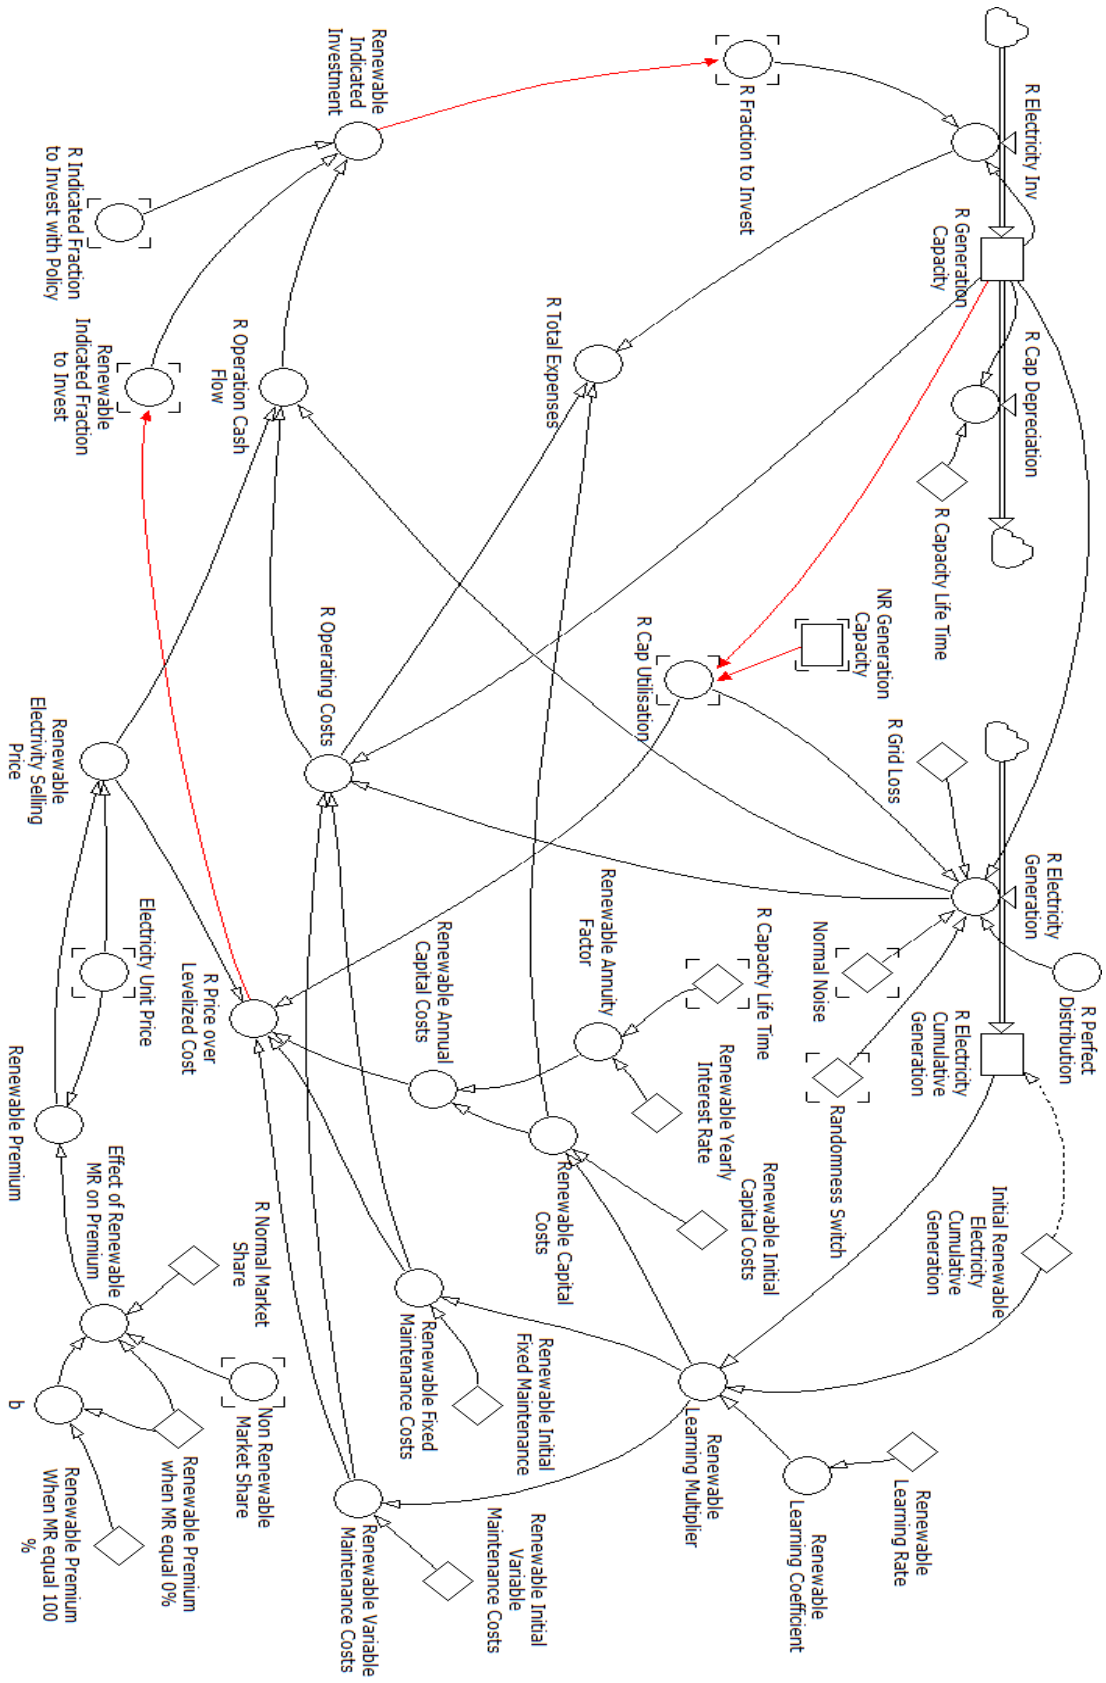 R Electricity Inv
R Generation
Capacity
R Cap Depreciation
R Capacity Life Time
R Fraction to Invest
Renewable
Indicated
Investment
R Indicated Fraction
to Invest with Policy
Renewable
Indicated Fraction
to Invest
R Operation Cash
Flow
R Total Expenses
NR Generation
Capacity
R Cap Utilisation
R Grid Loss
R Operating Costs
Renewable
Electrivity Selling
Price
R Electricity
Generation
R Perfect
Distribution
Normal Noise
R Electricity
Cumulative
Generation
Randomness Switch
Initial Renewable
Electricity
Cumulative
Generation
R Capacity Life Time
Renewable Annuity
Factor
Renewable Yearly
Interest Rate
Renewable Annual
Capital Costs
Renewable Initial
Capital Costs
Renewable Capital
Costs
Electricity Unit Price
R Price over
Levelized Cost
Renewable Premium
Effect of Renewable
MR on Premium
R Normal Market
Share
Renewable Fixed
Maintenance Costs
Renewable Initial
Fixed Maintenance
Renewable
Learning Multiplier
Renewable
Learning Coefficient
Renewable
Learning Rate
Non Renewable
Market Share
b
Renewable Premium
when MR equal 0%
Renewable Premium
When MR equal 100
%
Renewable Variable
Maintenance Costs
Renewable Initial
Variable
Maintenance Costs